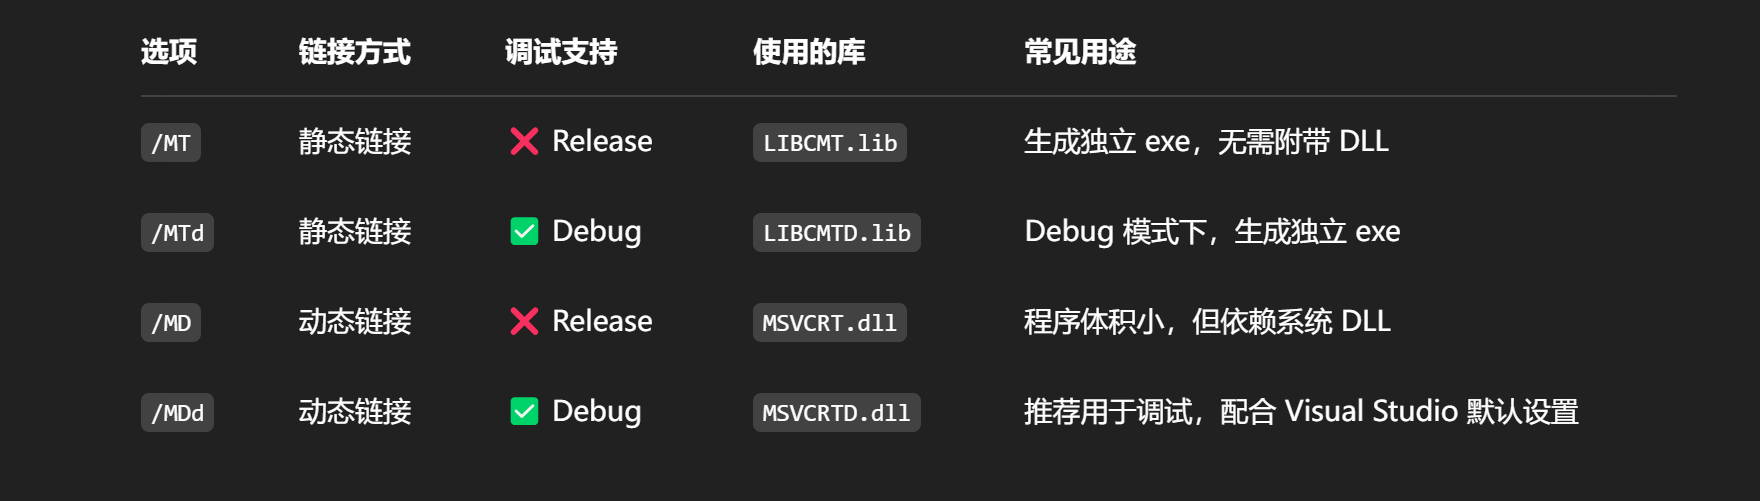 选项 链接方式 调试支持 使用的库 常见用途
/MT 静态链接 ❌ Release LIBCMT.lib 生成独立 exe，无需附带 DLL
/MTd 静态链接 ✅ Debug LIBCMTD.lib Debug 模式下，生成独立 exe
/MD 动态链接 ❌ Release MSVCRT.dll 程序体积小，但依赖系统 DLL
/MDd 动态链接 ✅ Debug MSVCRTD.dll 推荐用于调试，配合 Visual Studio 默认设置